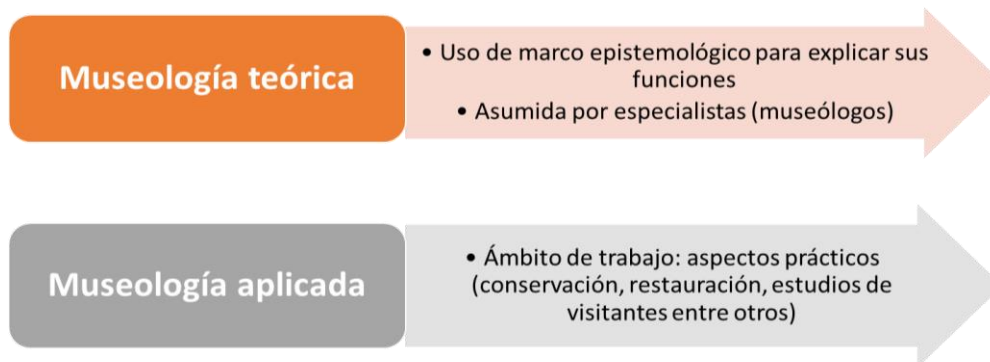 Museología teórica
• Uso de marco epistemológico para explicar sus
funciones
• Asumida por especialistas (museólogos)
Museología aplicada
• Ámbito de trabajo: aspectos prácticos
(conservación, restauración, estudios de
visitantes entre otros)